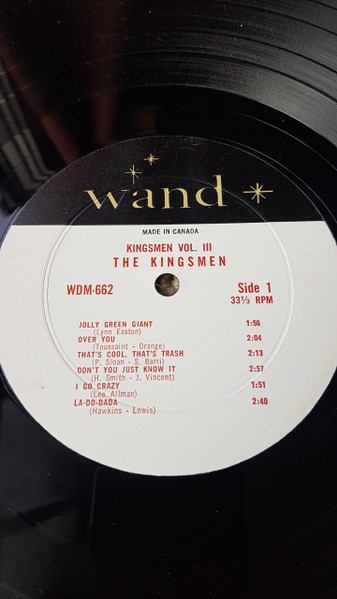 wand
MADE IN CANADA
KINGSMEN VOL. III
THE KINGSMEN
WDM-662 Side 1
33⅓ RPM
JOLLY GREEN GIANT 1:56
(Lynn Easton)
OVER YOU 2:04
(Toussaint - Orange)
THAT'S COOL, THAT'S TRASH 2:13
(P. Sloan - S. Barri)
DON'T YOU JUST KNOW IT 2:57
(H. Smith - J. Vincent)
I GO CRAZY 1:51
(Lee Allman)
LA-DO-DADA 2:40
(Hawkins - Lewis)